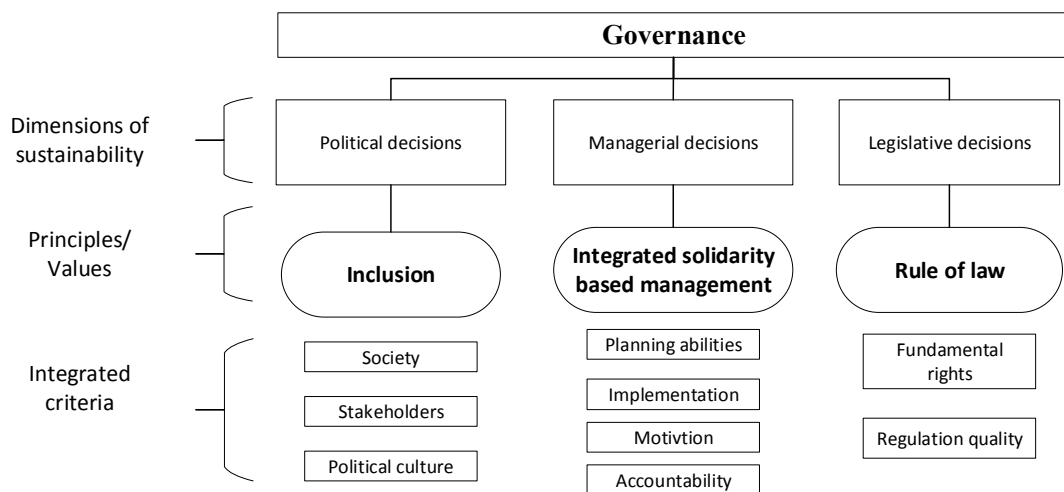 Governance
Dimensions of
sustainability
Political decisions
Managerial decisions
Legislative decisions
Principles/
Values
Inclusion
Integrated solidarity
based management
Rule of law
Integrated
criteria
Society
Stakeholders
Political culture
Planning abilities
Implementation
Motivtion
Accountability
Fundamental
rights
Regulation quality